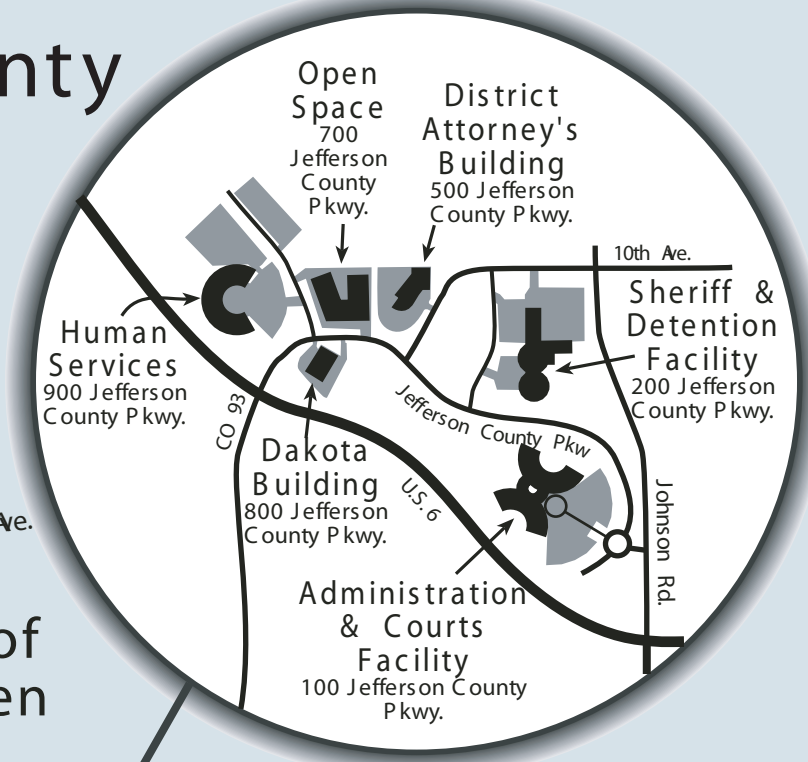 nty
Open
Space
700
Jefferson
County
Pkwy.
District
Attorney's
Building
500 Jefferson
County Pkwy.
10th Ave.
Sheriff &
Detention
Facility
200 Jefferson
County Pkwy.
Human
Services
900 Jefferson
County Pkwy.
CO 93
Jefferson County Pkw
Dakota
Building
800 Jefferson
County Pkwy.
U.S. 6
Johnson Rd.
Ave.
Administration
& Courts
Facility
100 Jefferson County
Pkwy.
of
en